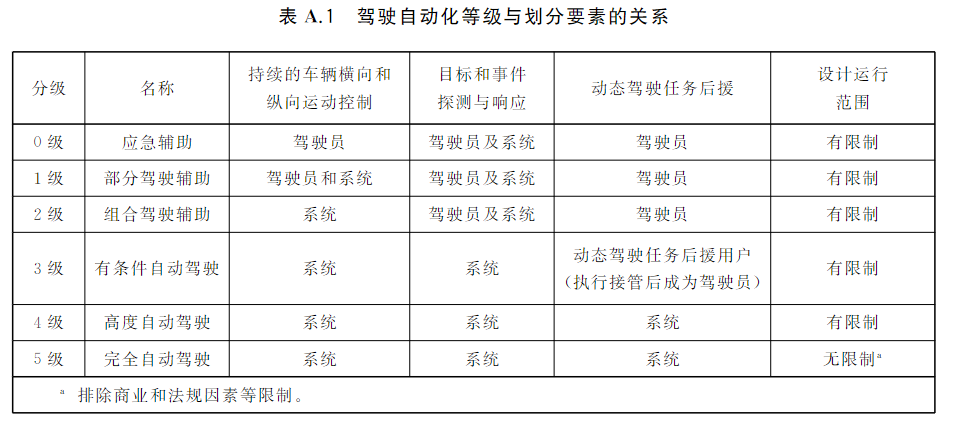 表 A.1 驾驶自动化等级与划分要素的关系
分级 名称 持续的车辆横向和纵向运动控制 目标和事件探测与响应 动态驾驶任务后援 设计运行范围
0级 应急辅助 驾驶员 驾驶员及系统 驾驶员 有限制
1级 部分驾驶辅助 驾驶员和系统 驾驶员及系统 驾驶员 有限制
2级 组合驾驶辅助 系统 驾驶员及系统 驾驶员 有限制
3级 有条件自动驾驶 系统 系统 动态驾驶任务后援用户（执行接管后成为驾驶员） 有限制
4级 高度自动驾驶 系统 系统 系统 有限制
5级 完全自动驾驶 系统 系统 系统 无限制ᵃ
ᵃ 排除商业和法规因素等限制。